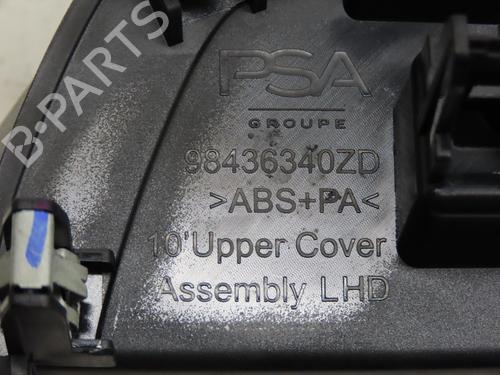 PSA
GROUPE
98436340ZD
>ABS+PA<
10'Upper Cover
Assembly LHD
B-PARTS